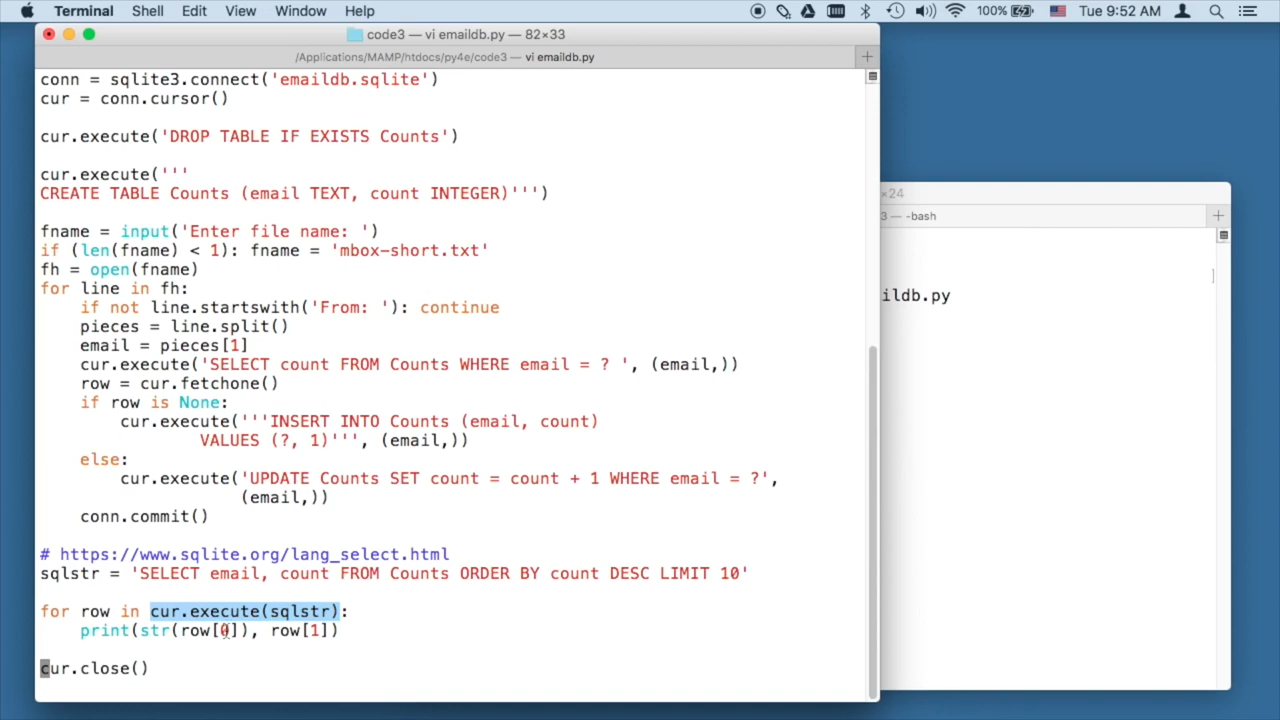 Terminal Shell Edit View Window Help 100% Tue 9:52 AM
code3 — vi emaildb.py — 82×33
/Applications/MAMP/htdocs/py4e/code3 — vi emaildb.py
conn = sqlite3.connect('emaildb.sqlite')
cur = conn.cursor()
cur.execute('DROP TABLE IF EXISTS Counts')
cur.execute('''
CREATE TABLE Counts (email TEXT, count INTEGER)''')
fname = input('Enter file name: ')
if (len(fname) < 1): fname = 'mbox-short.txt'
fh = open(fname)
for line in fh:
    if not line.startswith('From: '): continue
    pieces = line.split()
    email = pieces[1]
    cur.execute('SELECT count FROM Counts WHERE email = ? ', (email,))
    row = cur.fetchone()
    if row is None:
        cur.execute('''INSERT INTO Counts (email, count)
                VALUES (?, 1)''', (email,))
    else:
        cur.execute('UPDATE Counts SET count = count + 1 WHERE email = ?',
                    (email,))
    conn.commit()
# https://www.sqlite.org/lang_select.html
sqlstr = 'SELECT email, count FROM Counts ORDER BY count DESC LIMIT 10'
for row in cur.execute(sqlstr):
    print(str(row[0]), row[1])
cur.close()
×24
3 — -bash
ildb.py